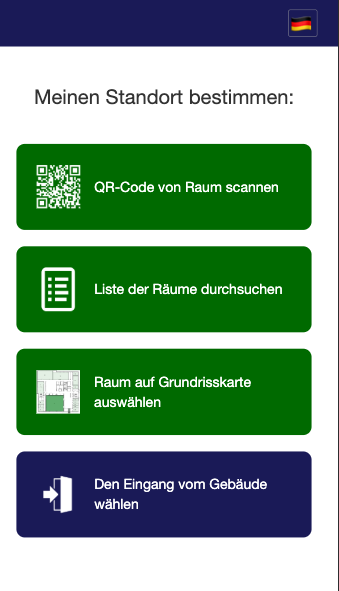 Meinen Standort bestimmen:
QR-Code von Raum scannen
Liste der Räume durchsuchen
Raum auf Grundrisskarte
auswählen
Den Eingang vom Gebäude
wählen